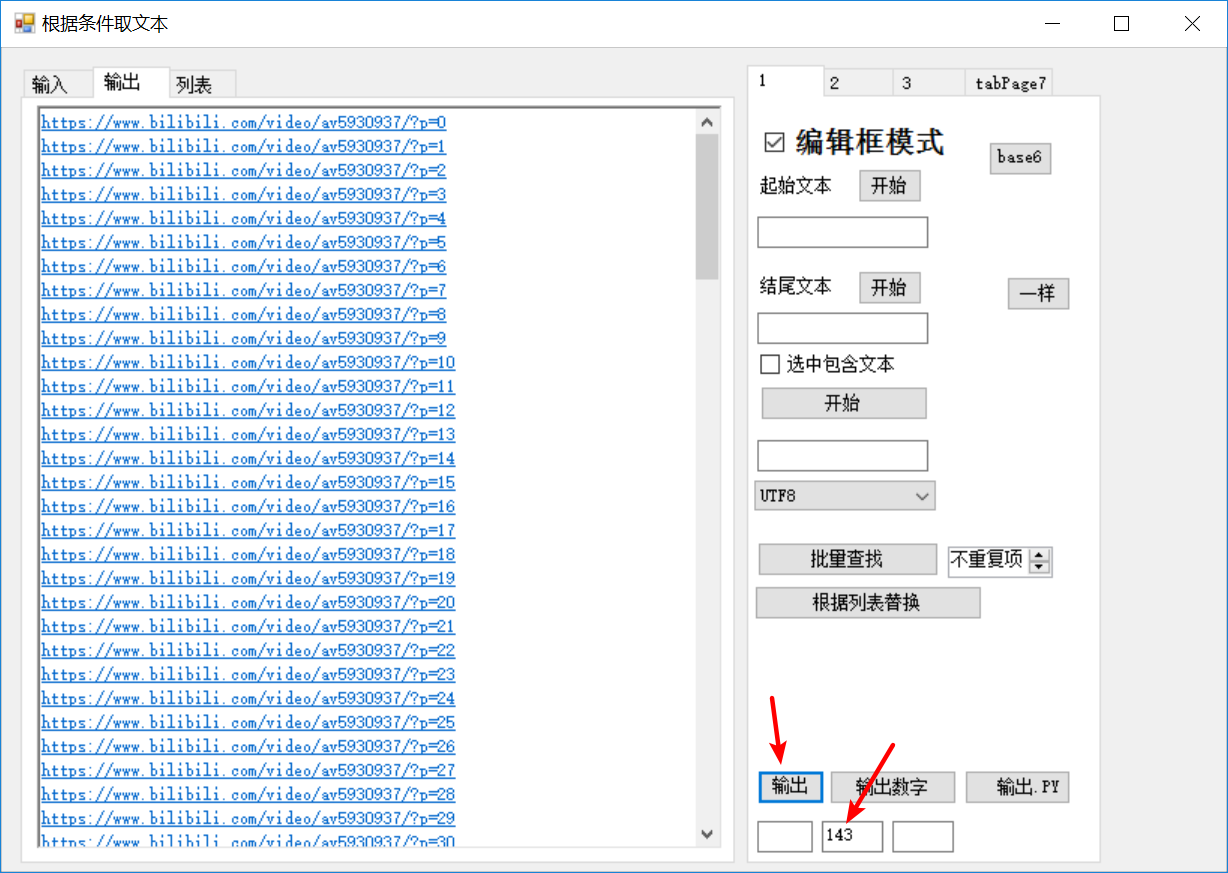 根据条件取文本
输入 输出 列表
https://www.bilibili.com/video/av5930937/?p=0
https://www.bilibili.com/video/av5930937/?p=1
https://www.bilibili.com/video/av5930937/?p=2
https://www.bilibili.com/video/av5930937/?p=3
https://www.bilibili.com/video/av5930937/?p=4
https://www.bilibili.com/video/av5930937/?p=5
https://www.bilibili.com/video/av5930937/?p=6
https://www.bilibili.com/video/av5930937/?p=7
https://www.bilibili.com/video/av5930937/?p=8
https://www.bilibili.com/video/av5930937/?p=9
https://www.bilibili.com/video/av5930937/?p=10
https://www.bilibili.com/video/av5930937/?p=11
https://www.bilibili.com/video/av5930937/?p=12
https://www.bilibili.com/video/av5930937/?p=13
https://www.bilibili.com/video/av5930937/?p=14
https://www.bilibili.com/video/av5930937/?p=15
https://www.bilibili.com/video/av5930937/?p=16
https://www.bilibili.com/video/av5930937/?p=17
https://www.bilibili.com/video/av5930937/?p=18
https://www.bilibili.com/video/av5930937/?p=19
https://www.bilibili.com/video/av5930937/?p=20
https://www.bilibili.com/video/av5930937/?p=21
https://www.bilibili.com/video/av5930937/?p=22
https://www.bilibili.com/video/av5930937/?p=23
https://www.bilibili.com/video/av5930937/?p=24
https://www.bilibili.com/video/av5930937/?p=25
https://www.bilibili.com/video/av5930937/?p=26
https://www.bilibili.com/video/av5930937/?p=27
https://www.bilibili.com/video/av5930937/?p=28
https://www.bilibili.com/video/av5930937/?p=29
https://www.bilibili.com/video/av5930937/?p=30
1 2 3 tabPage7
编辑框模式
base6
起始文本 开始
结尾文本 开始
一样
选中包含文本
开始
UTF8
批量查找 不重复项
根据列表替换
输出 输出数字 输出.PY
143